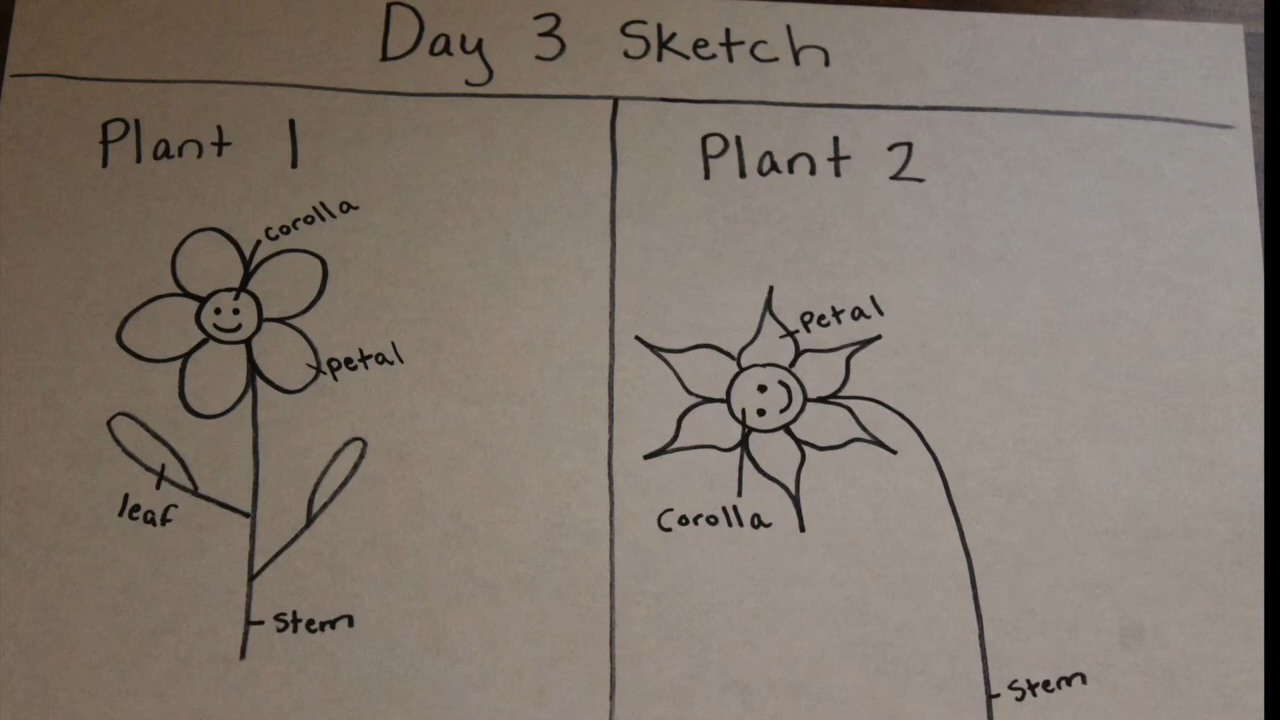 Day 3 Sketch
Plant 1
corolla
petal
leaf
stem
Plant 2
petal
Corolla
stem